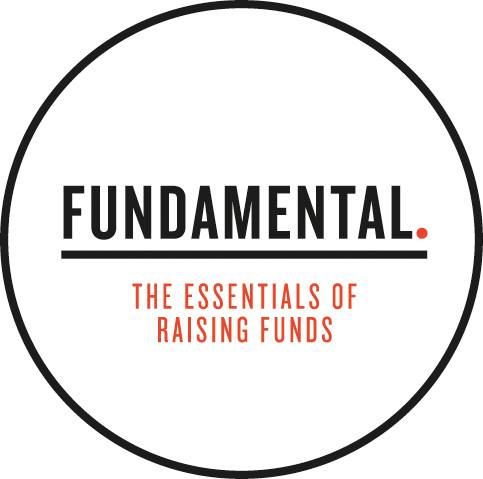 FUNDAMENTAL.
THE ESSENTIALS OF
RAISING FUNDS